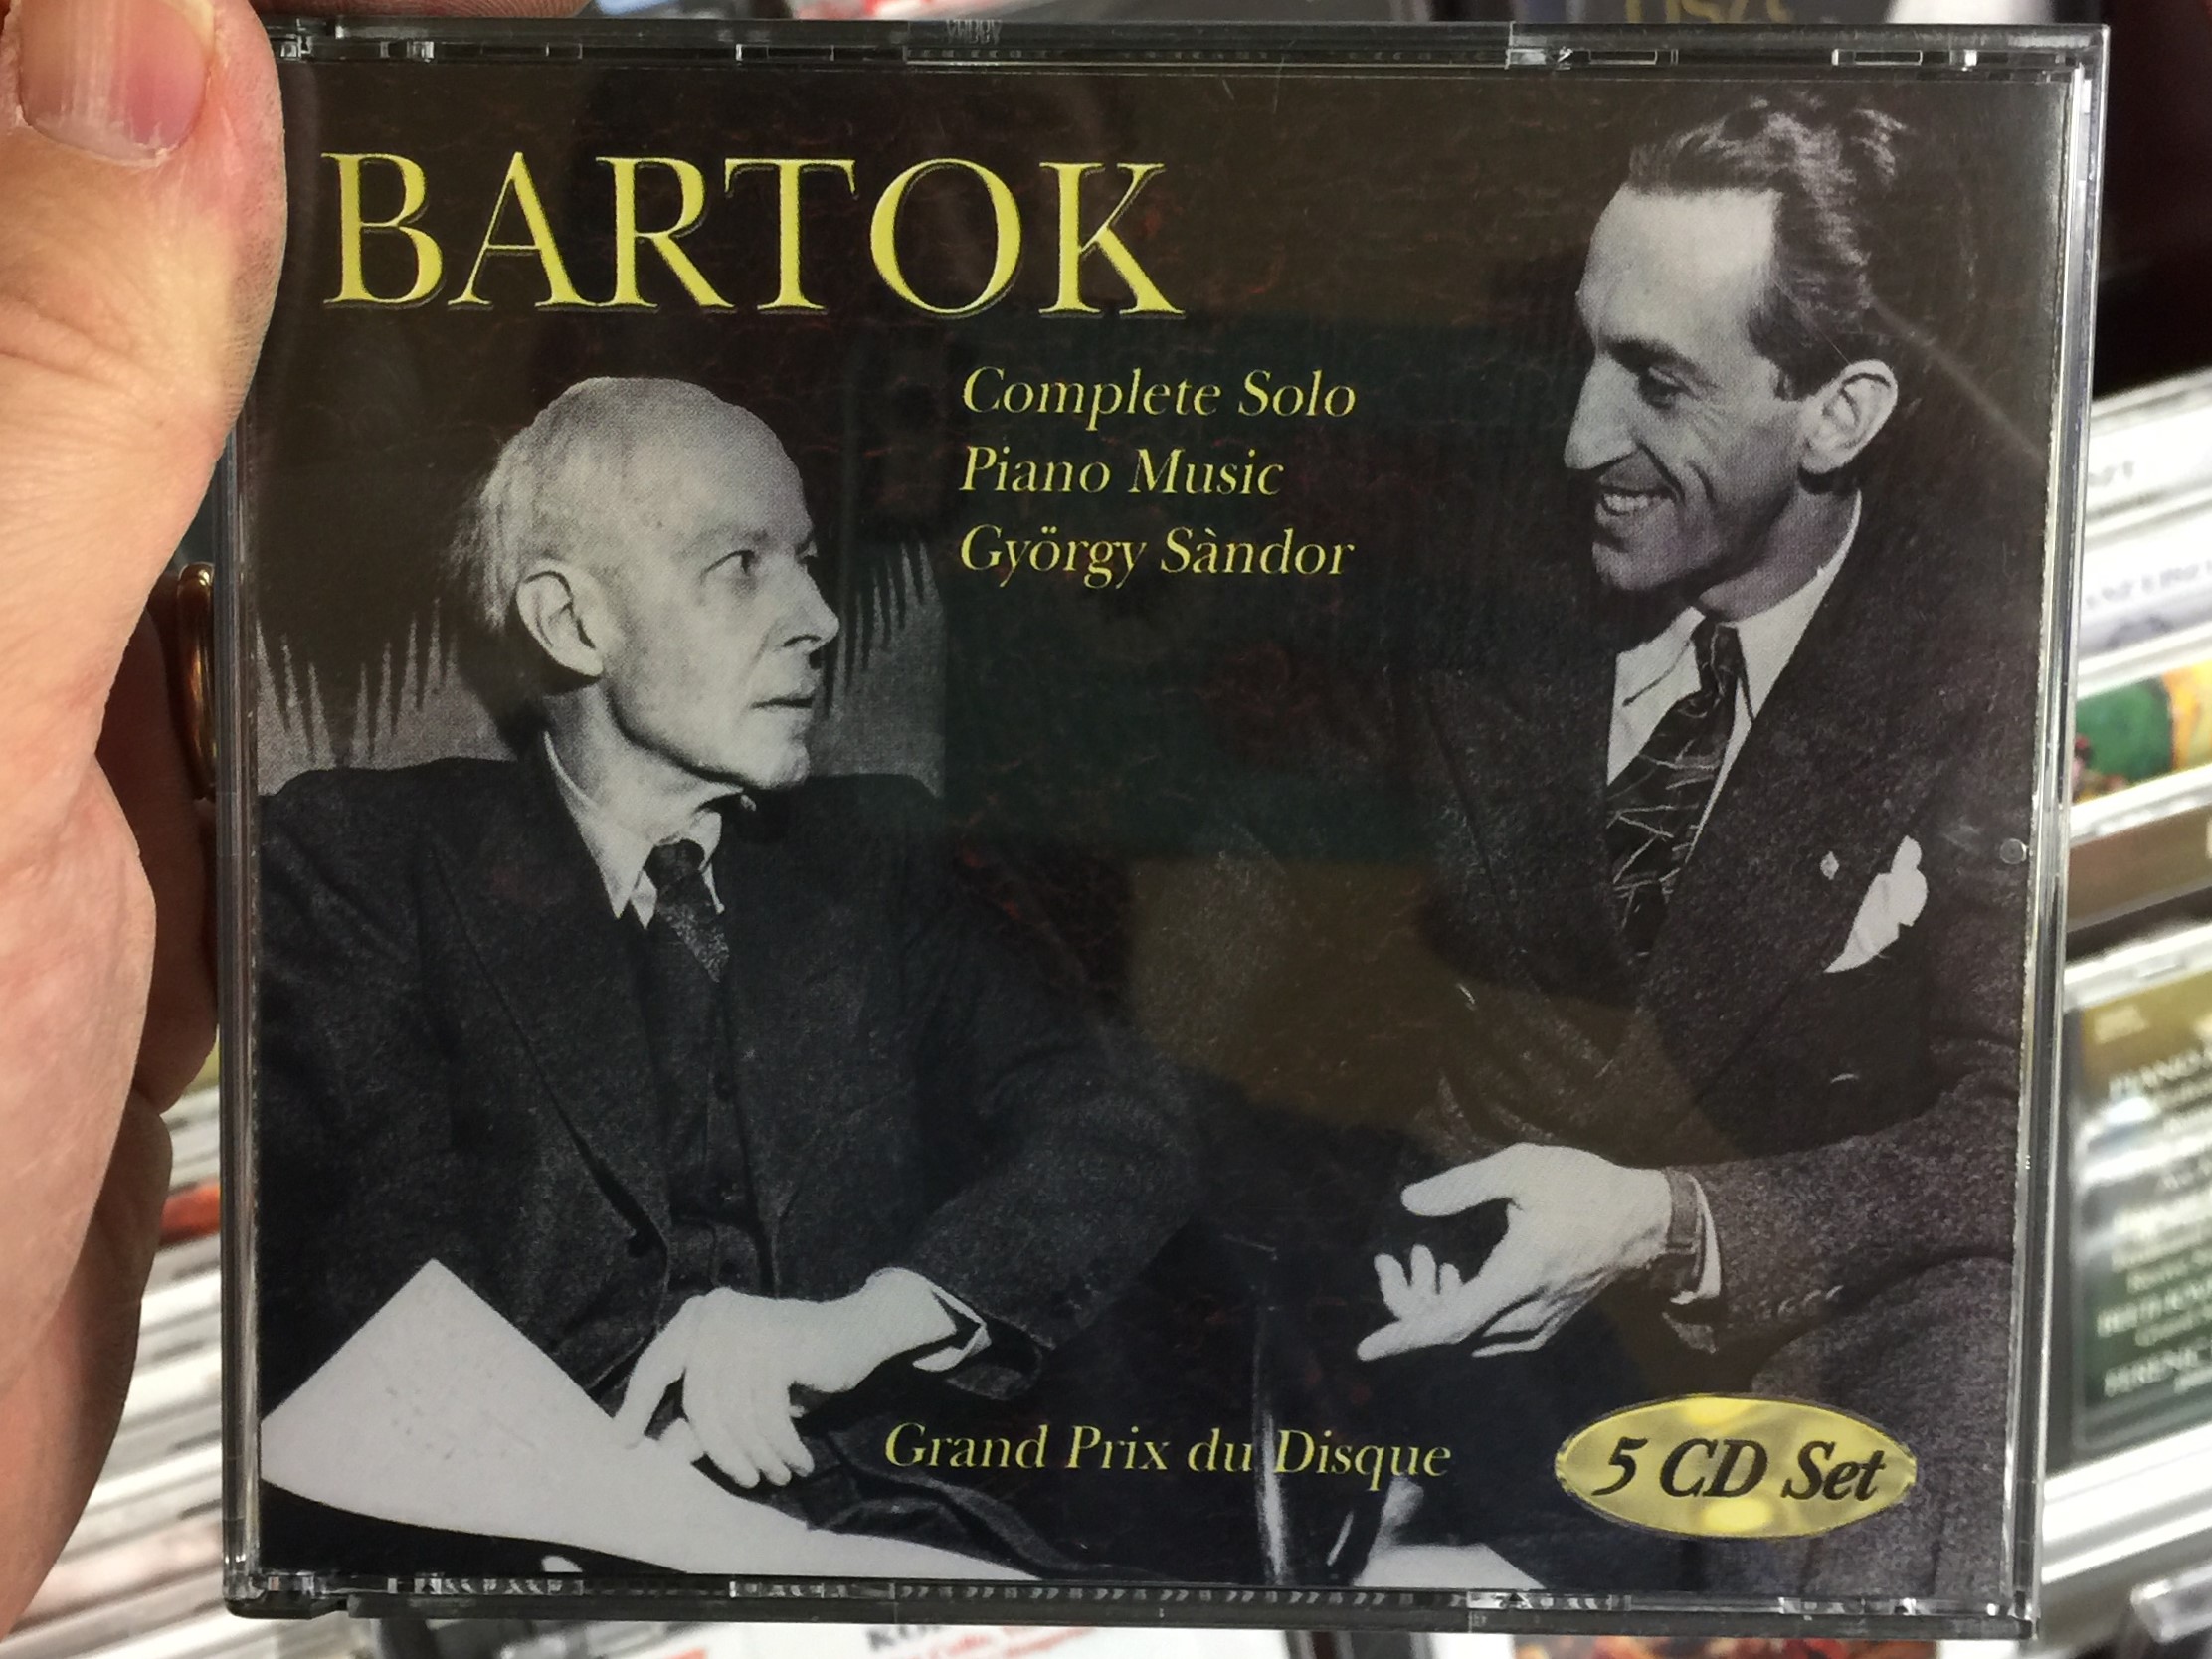 BARTOK
Complete Solo
Piano Music
György Sàndor
Grand Prix du Disque
5 CD Set